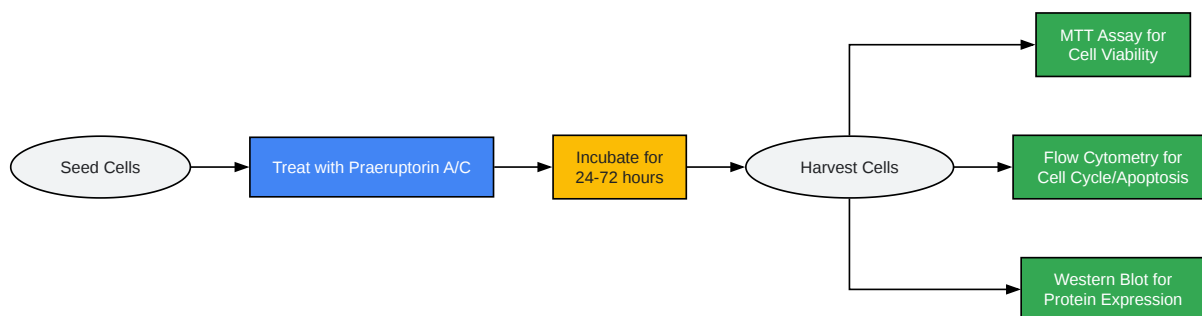 Seed Cells
Treat with Praeruptorin A/C
Incubate for
24-72 hours
Harvest Cells
MTT Assay for
Cell Viability
Flow Cytometry for
Cell Cycle/Apoptosis
Western Blot for
Protein Expression